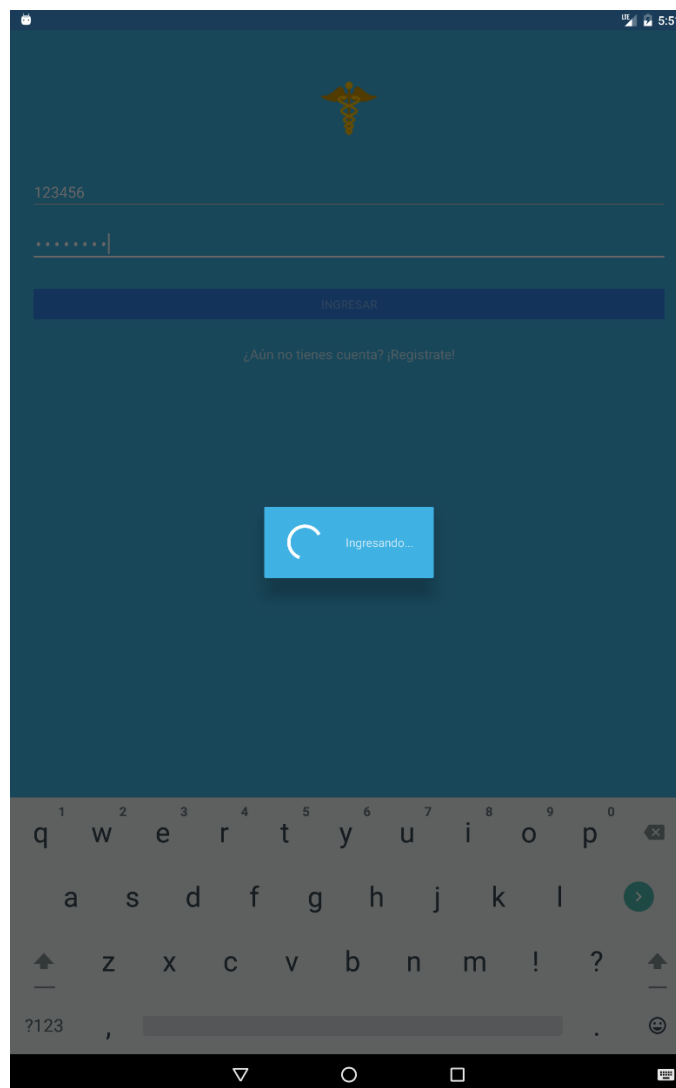 LTE 5:5
123456
INGRESAR
¿Aún no tienes cuenta? ¡Registrate!
Ingresando...
1 2 3 4 5 6 7 8 9 0
q w e r t y u i o p
a s d f g h j k l
z x c v b n m ! ?
?123 , .